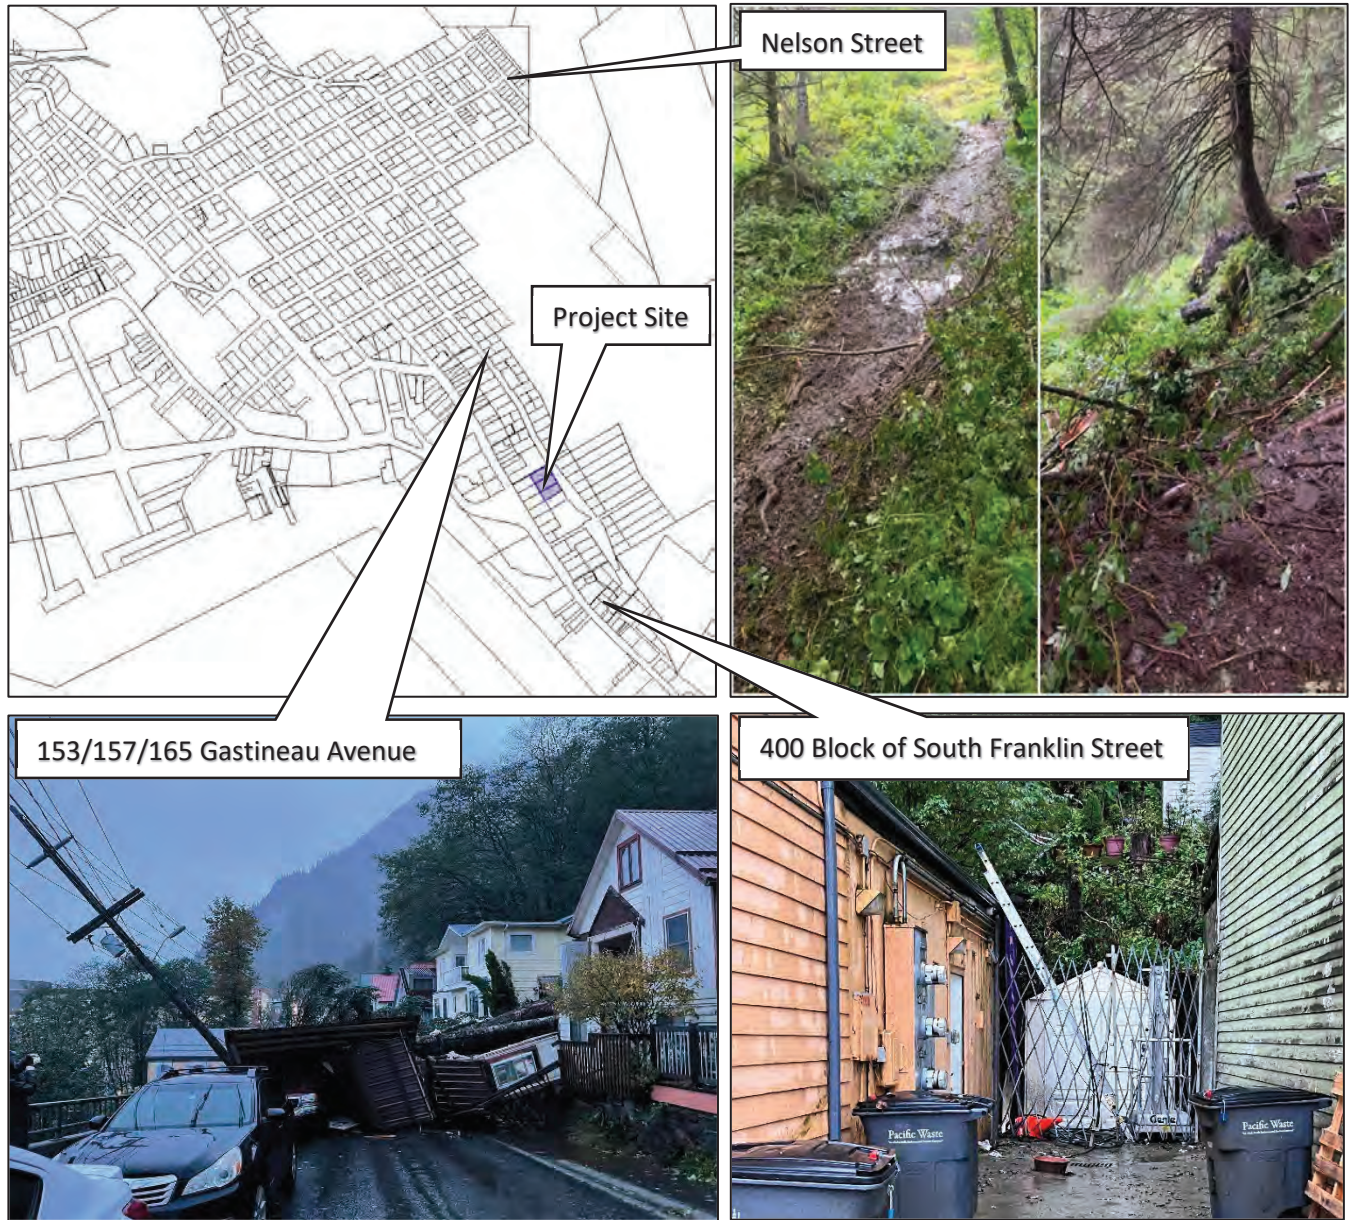 Nelson Street
Project Site
153/157/165 Gastineau Avenue
400 Block of South Franklin Street
Pacific Waste
Pacific Waste
Genie